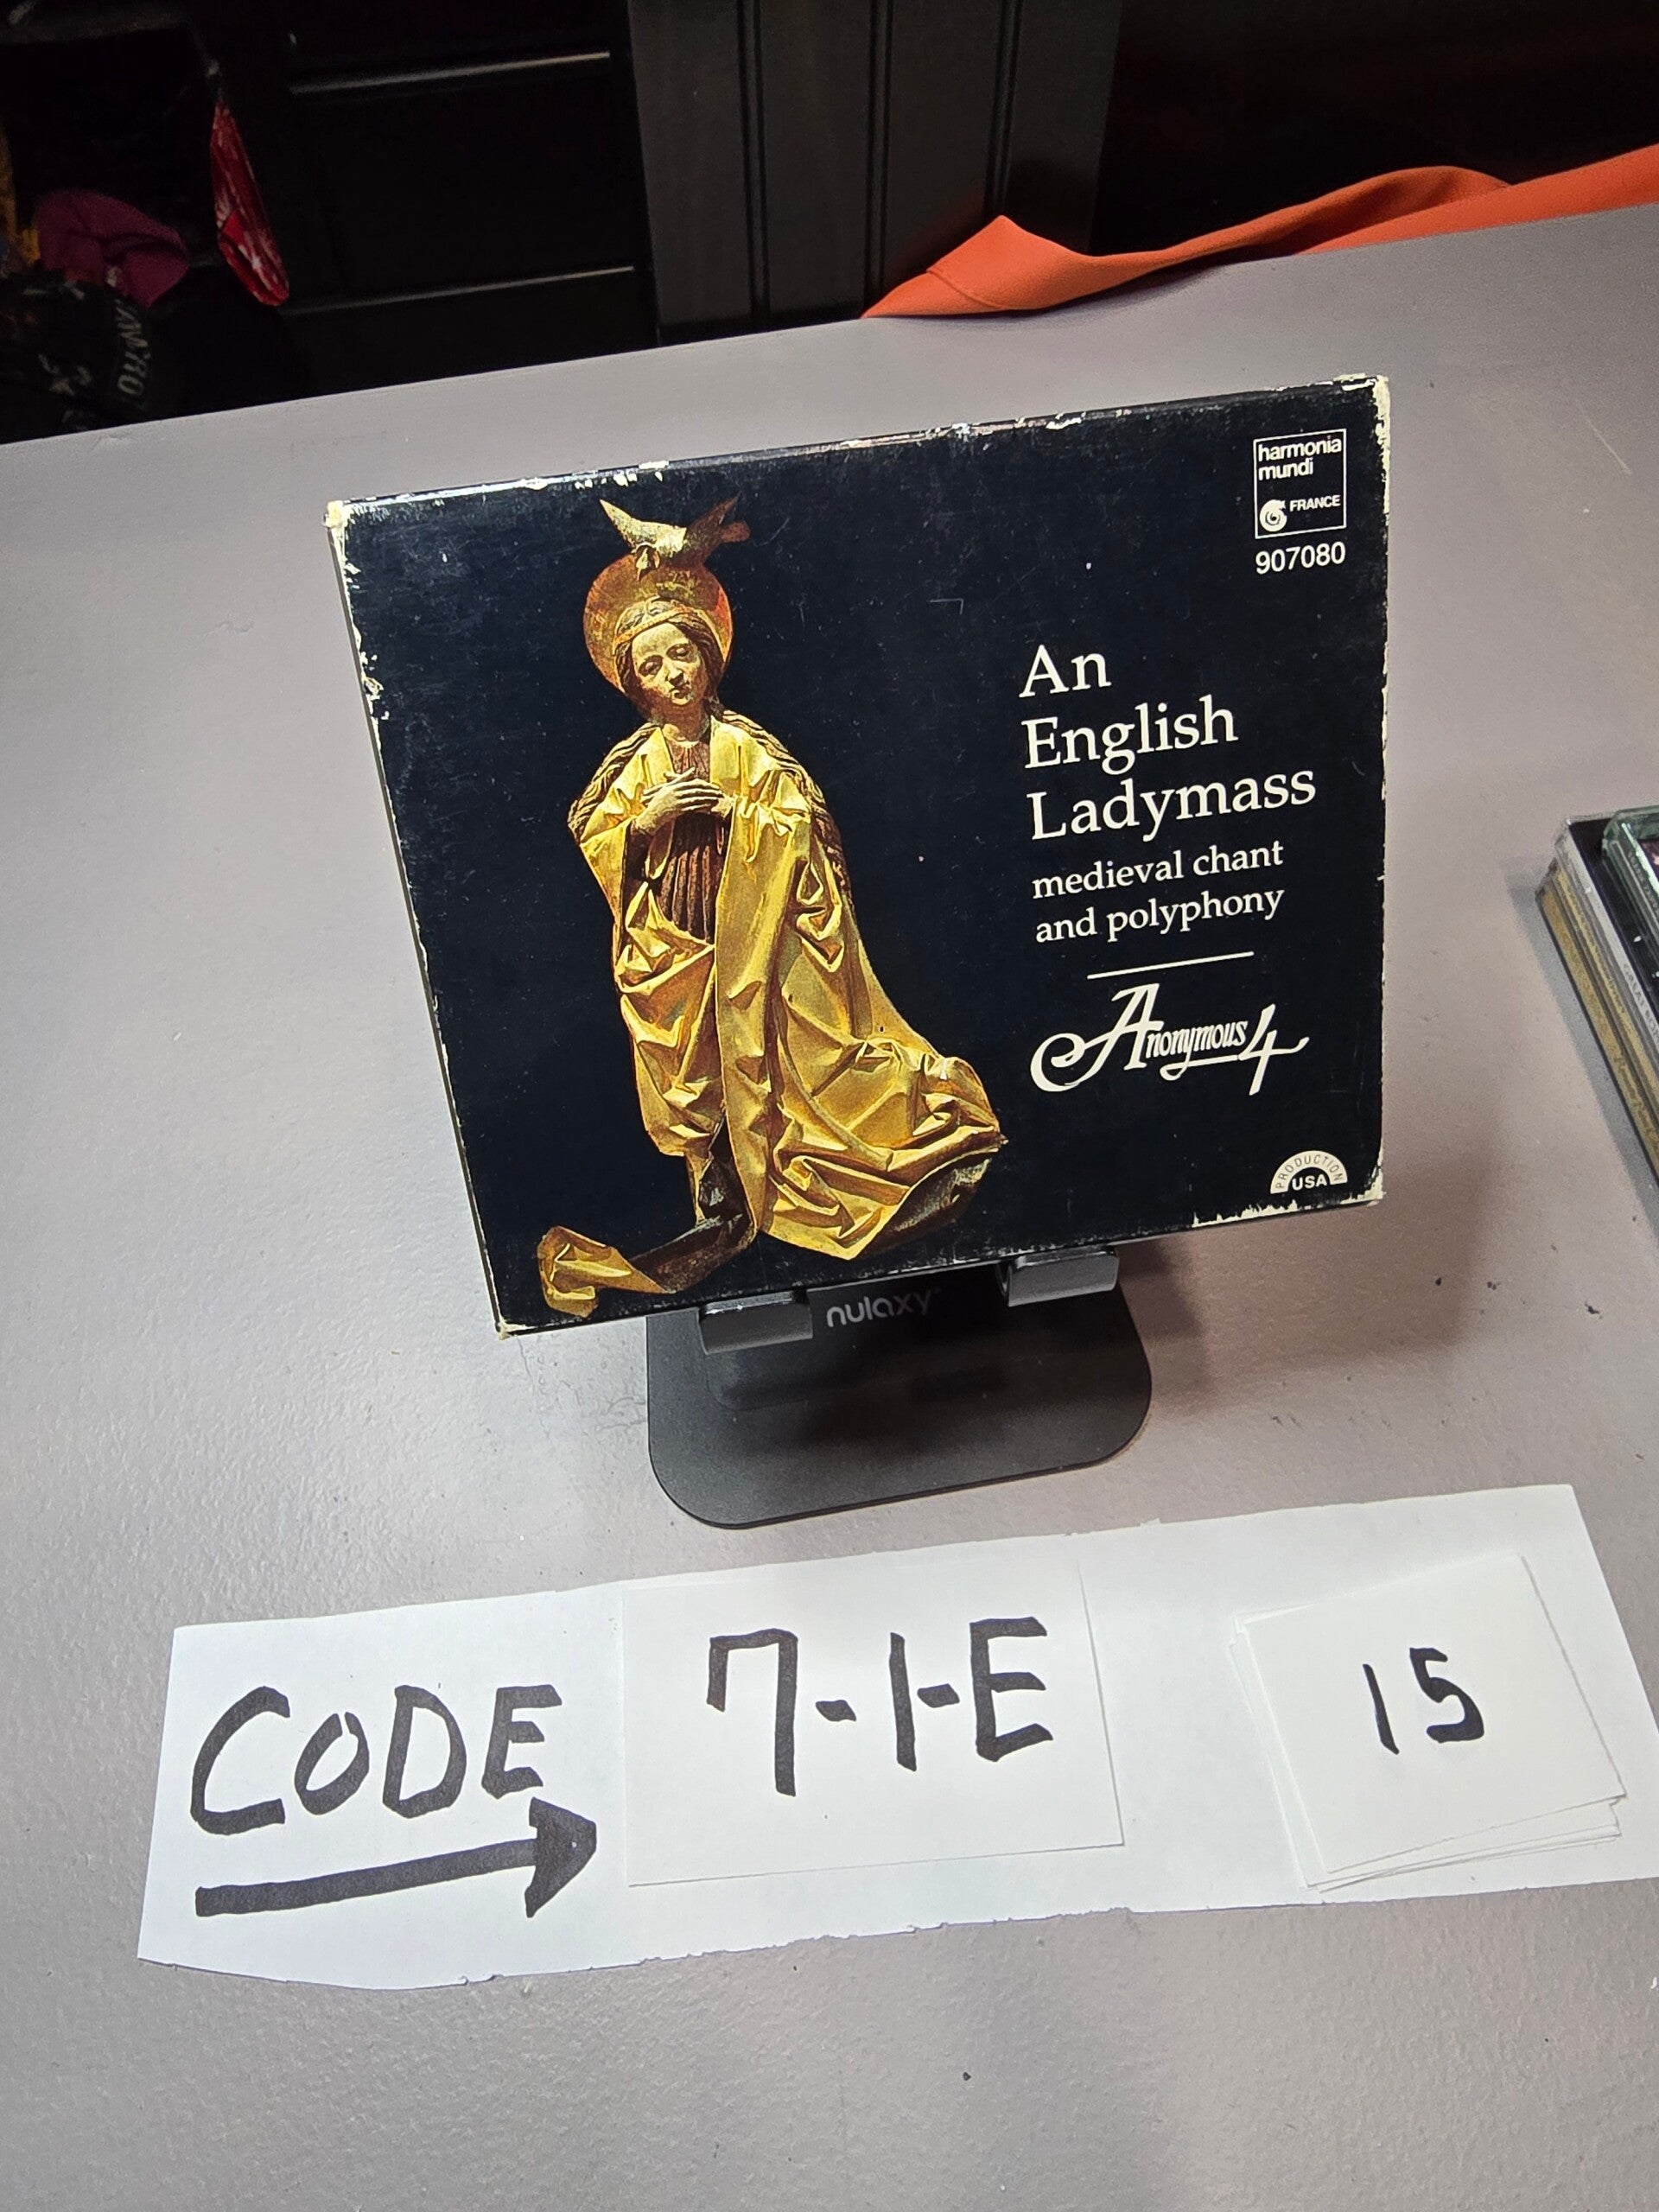 harmonia
mundi
FRANCE
907080
An
English
Ladymass
medieval chant
and polyphony
Anonymous 4
PRODUCTION
USA
nulaxy
CODE
7-1-E
15